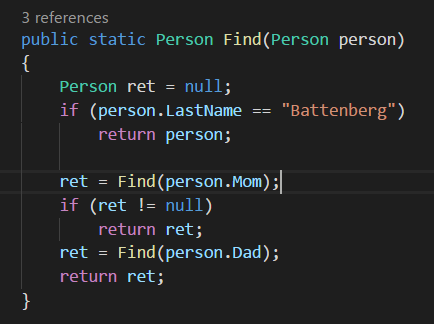 3 references
public static Person Find(Person person)
{
    Person ret = null;
    if (person.LastName == "Battenberg")
        return person;

    ret = Find(person.Mom);
    if (ret != null)
        return ret;
    ret = Find(person.Dad);
    return ret;
}